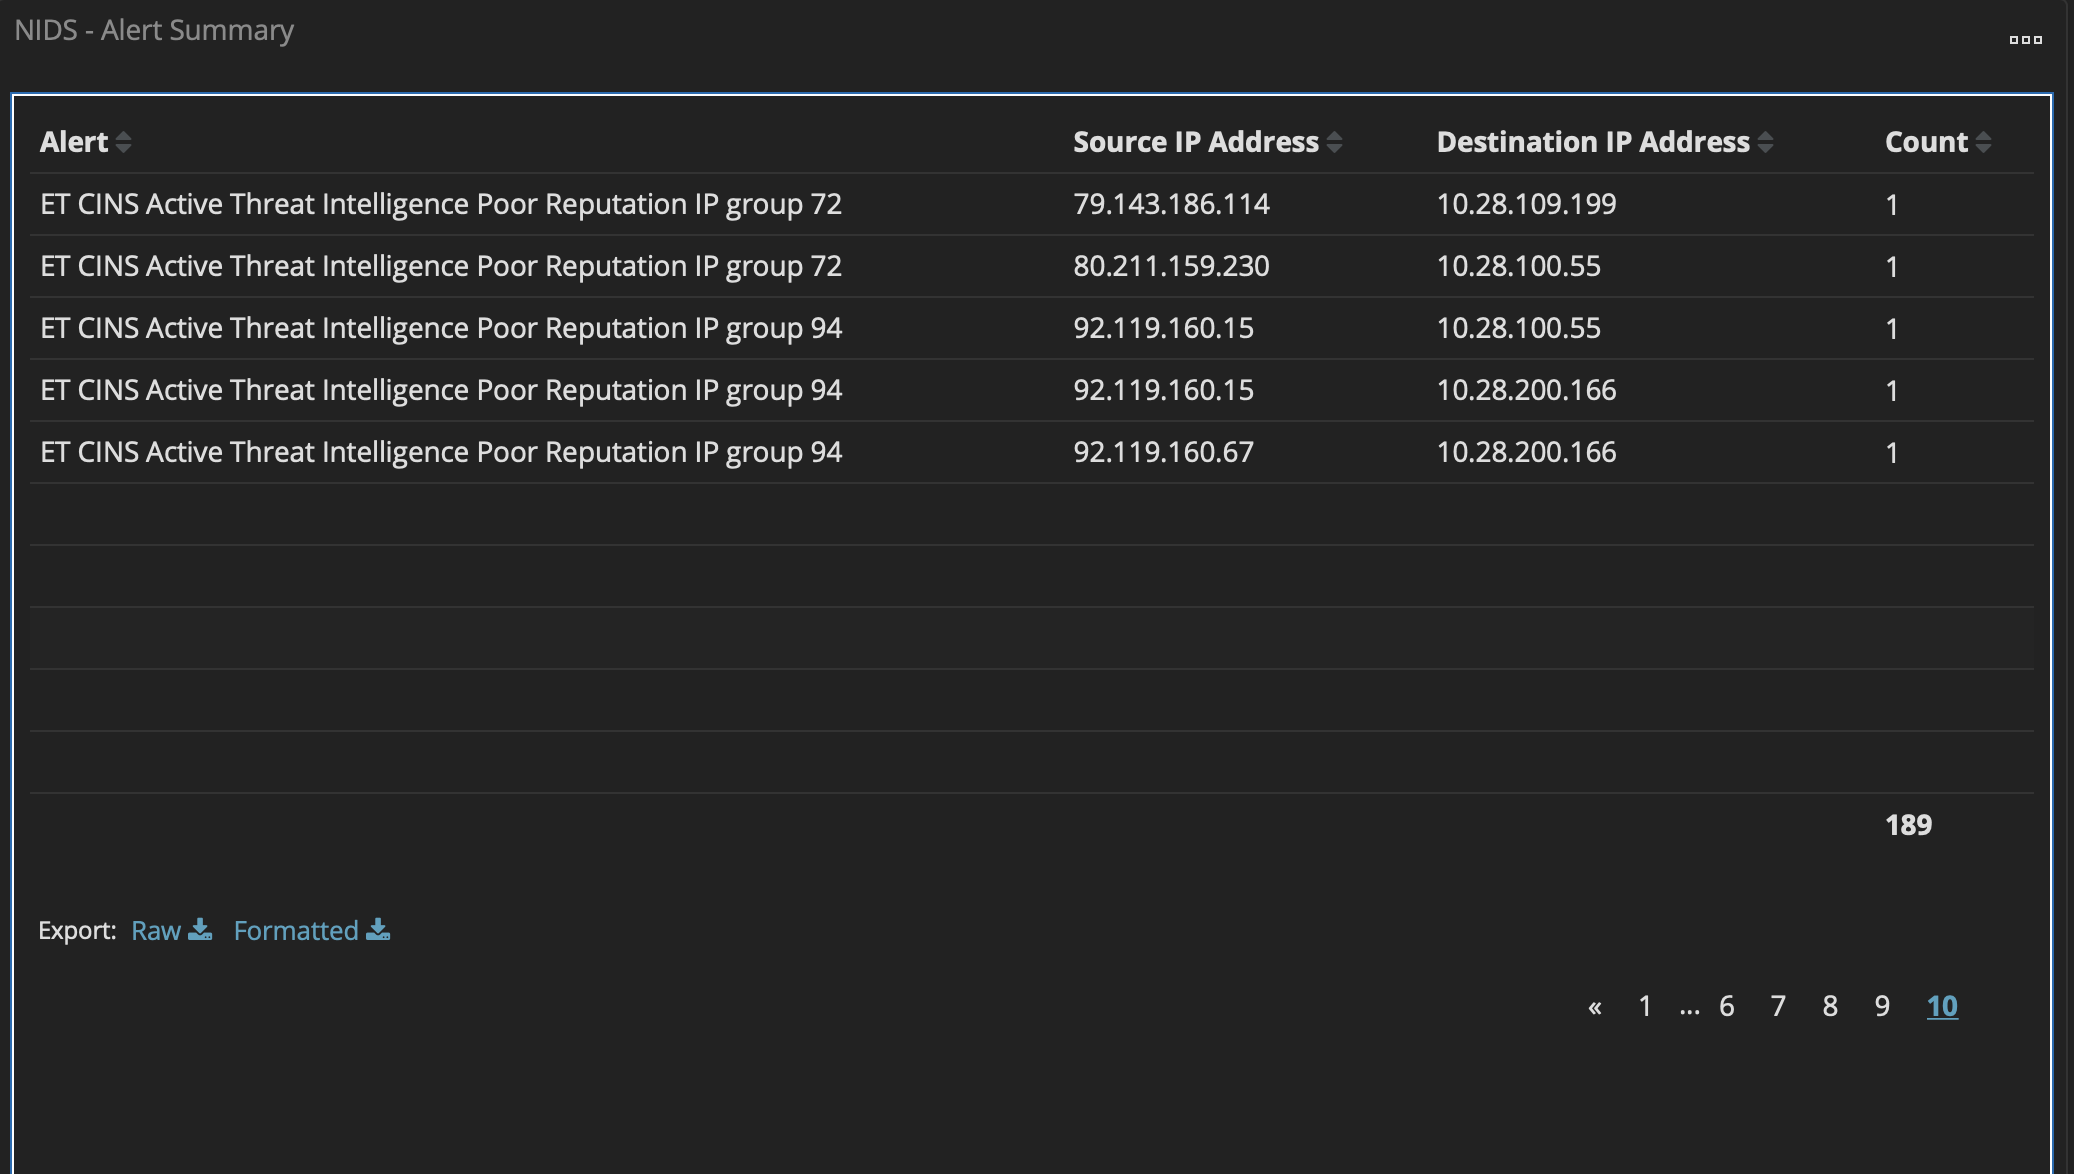 NIDS - Alert Summary
Alert Source IP Address Destination IP Address Count
ET CINS Active Threat Intelligence Poor Reputation IP group 72 79.143.186.114 10.28.109.199 1
ET CINS Active Threat Intelligence Poor Reputation IP group 72 80.211.159.230 10.28.100.55 1
ET CINS Active Threat Intelligence Poor Reputation IP group 94 92.119.160.15 10.28.100.55 1
ET CINS Active Threat Intelligence Poor Reputation IP group 94 92.119.160.15 10.28.200.166 1
ET CINS Active Threat Intelligence Poor Reputation IP group 94 92.119.160.67 10.28.200.166 1
189
Export: Raw Formatted
« 1 ... 6 7 8 9 10